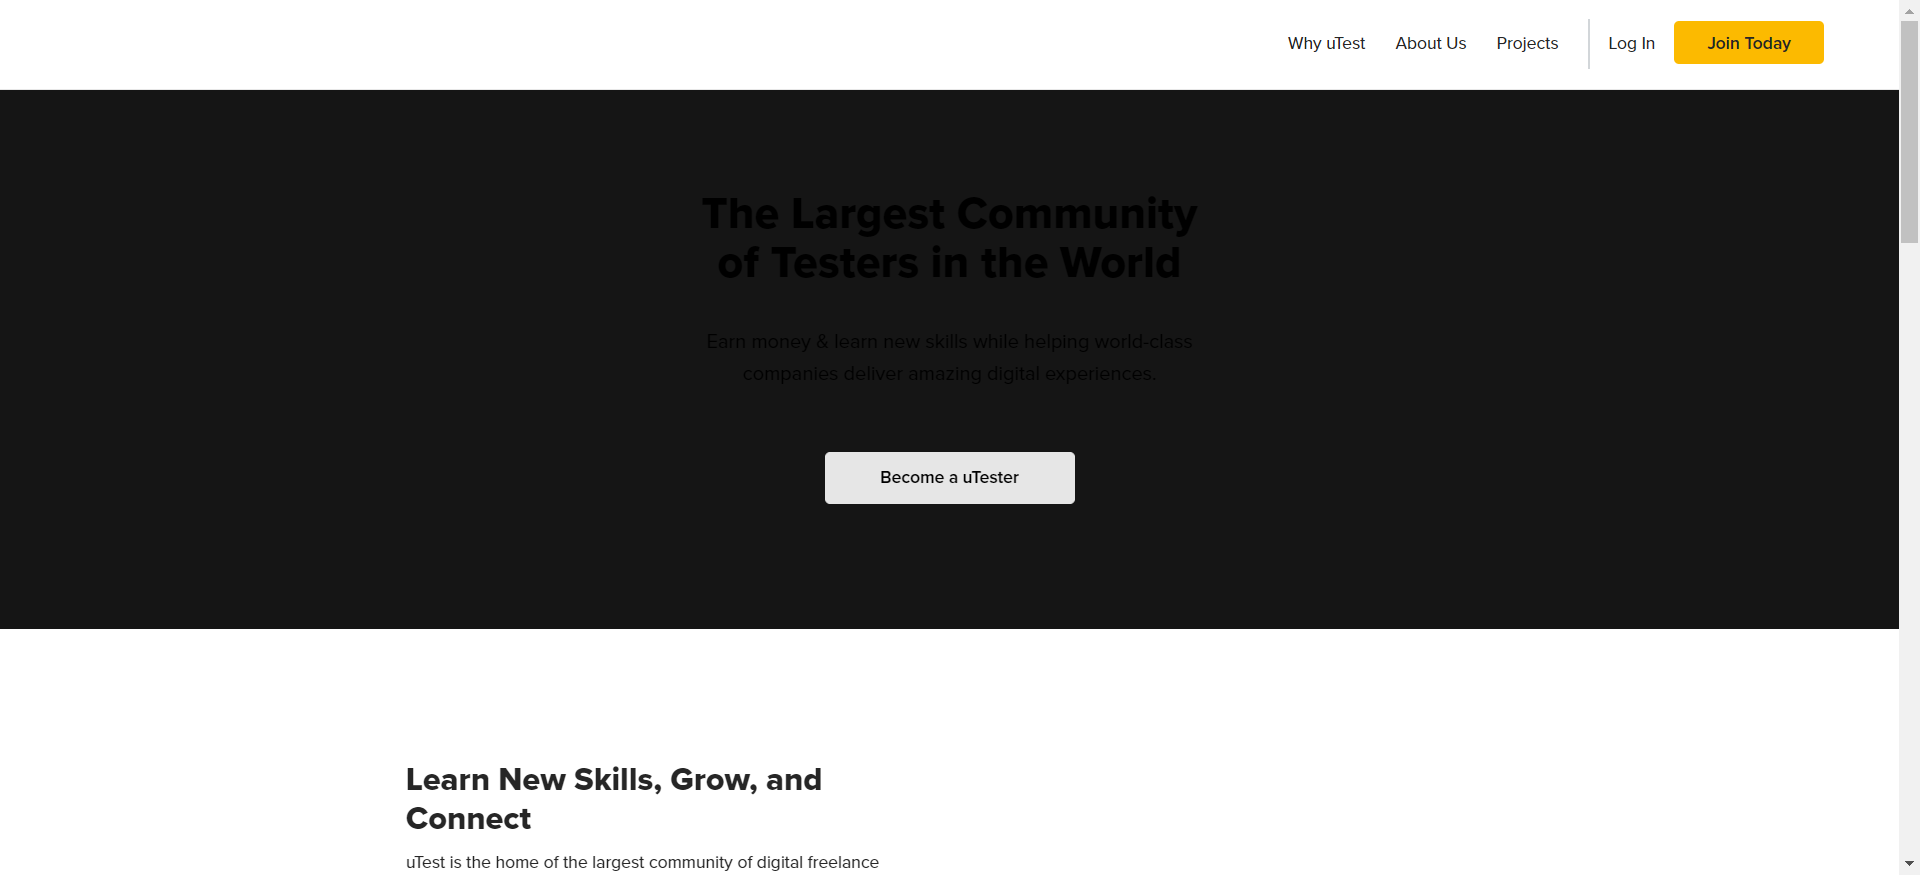 Why uTest
About Us
Projects
Log In
Join Today
The Largest Community
of Testers in the World
Earn money & learn new skills while helping world-class
companies deliver amazing digital experiences.
Become a uTester
Learn New Skills, Grow, and
Connect
uTest is the home of the largest community of digital freelance